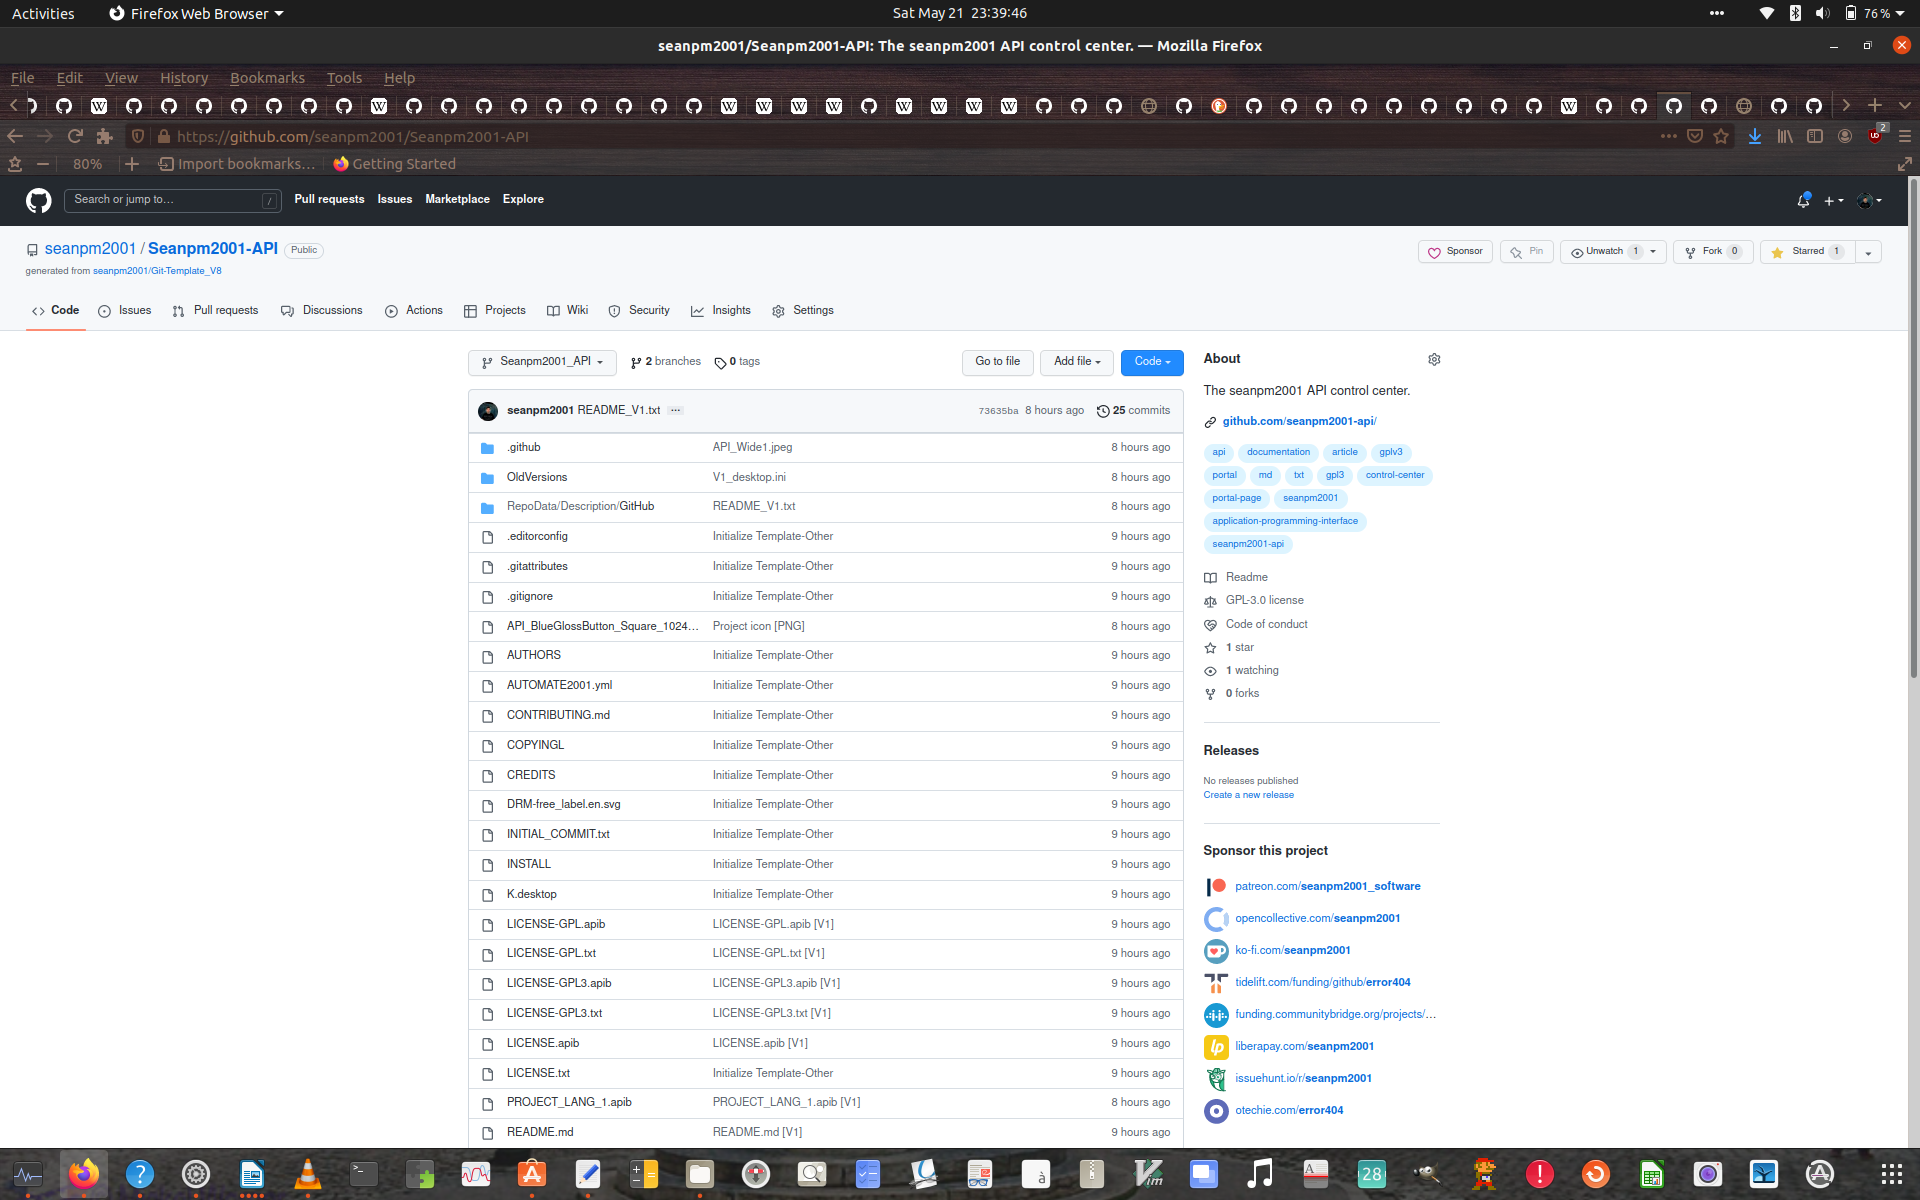 Activities Firefox Web Browser Sat May 21 23:39:46 76 %
seanpm2001/Seanpm2001-API: The seanpm2001 API control center. — Mozilla Firefox
File Edit View History Bookmarks Tools Help
https://github.com/seanpm2001/Seanpm2001-API 2
80% Import bookmarks… Getting Started
Search or jump to… / Pull requests Issues Marketplace Explore
seanpm2001 / Seanpm2001-API Public Sponsor Pin Unwatch 1 Fork 0 Starred 1
generated from seanpm2001/Git-Template_V8
Code Issues Pull requests Discussions Actions Projects Wiki Security Insights Settings
Seanpm2001_API 2 branches 0 tags Go to file Add file Code
seanpm2001 README_V1.txt ... 73635ba 8 hours ago 25 commits
.github API_Wide1.jpeg 8 hours ago
OldVersions V1_desktop.ini 8 hours ago
RepoData/Description/GitHub README_V1.txt 8 hours ago
.editorconfig Initialize Template-Other 9 hours ago
.gitattributes Initialize Template-Other 9 hours ago
.gitignore Initialize Template-Other 9 hours ago
API_BlueGlossButton_Square_1024... Project icon [PNG] 8 hours ago
AUTHORS Initialize Template-Other 9 hours ago
AUTOMATE2001.yml Initialize Template-Other 9 hours ago
CONTRIBUTING.md Initialize Template-Other 9 hours ago
COPYINGL Initialize Template-Other 9 hours ago
CREDITS Initialize Template-Other 9 hours ago
DRM-free_label.en.svg Initialize Template-Other 9 hours ago
INITIAL_COMMIT.txt Initialize Template-Other 9 hours ago
INSTALL Initialize Template-Other 9 hours ago
K.desktop Initialize Template-Other 9 hours ago
LICENSE-GPL.apib LICENSE-GPL.apib [V1] 9 hours ago
LICENSE-GPL.txt LICENSE-GPL.txt [V1] 9 hours ago
LICENSE-GPL3.apib LICENSE-GPL3.apib [V1] 9 hours ago
LICENSE-GPL3.txt LICENSE-GPL3.txt [V1] 9 hours ago
LICENSE.apib LICENSE.apib [V1] 9 hours ago
LICENSE.txt Initialize Template-Other 9 hours ago
PROJECT_LANG_1.apib PROJECT_LANG_1.apib [V1] 8 hours ago
README.md README.md [V1] 9 hours ago
About
The seanpm2001 API control center.
github.com/seanpm2001-api/
api documentation article gplv3
portal md txt gpl3 control-center
portal-page seanpm2001
application-programming-interface
seanpm2001-api
Readme
GPL-3.0 license
Code of conduct
1 star
1 watching
0 forks
Releases
No releases published
Create a new release
Sponsor this project
patreon.com/seanpm2001_software
opencollective.com/seanpm2001
ko-fi.com/seanpm2001
tidelift.com/funding/github/error404
funding.communitybridge.org/projects/...
liberapay.com/seanpm2001
issuehunt.io/r/seanpm2001
otechie.com/error404
28